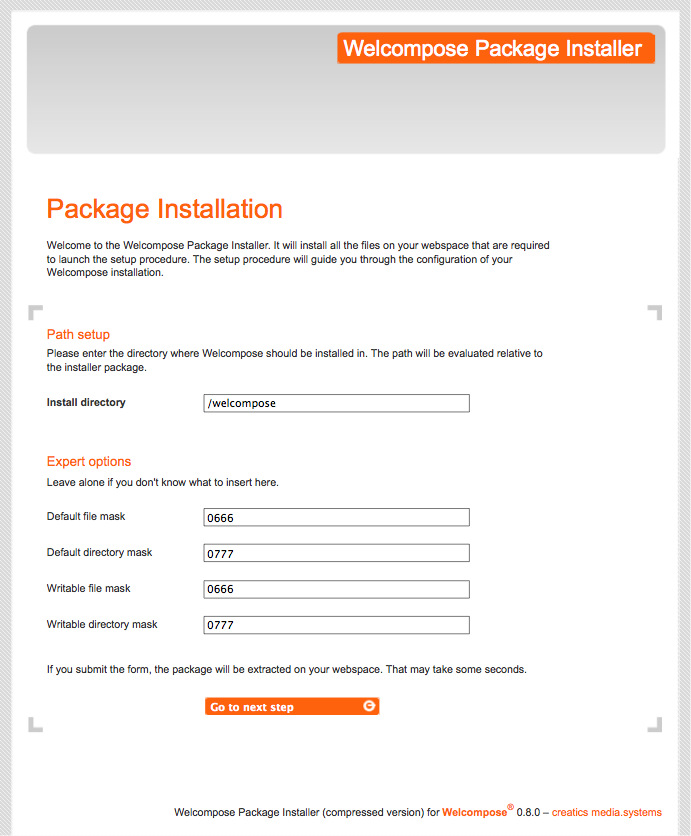 Welcompose Package Installer
Package Installation
Welcome to the Welcompose Package Installer. It will install all the files on your webspace that are required
to launch the setup procedure. The setup procedure will guide you through the configuration of your
Welcompose installation.
Path setup
Please enter the directory where Welcompose should be installed in. The path will be evaluated relative to
the installer package.
Install directory /welcompose
Expert options
Leave alone if you don't know what to insert here.
Default file mask 0666
Default directory mask 0777
Writable file mask 0666
Writable directory mask 0777
If you submit the form, the package will be extracted on your webspace. That may take some seconds.
Go to next step
Welcompose Package Installer (compressed version) for Welcompose® 0.8.0 – creatics media.systems